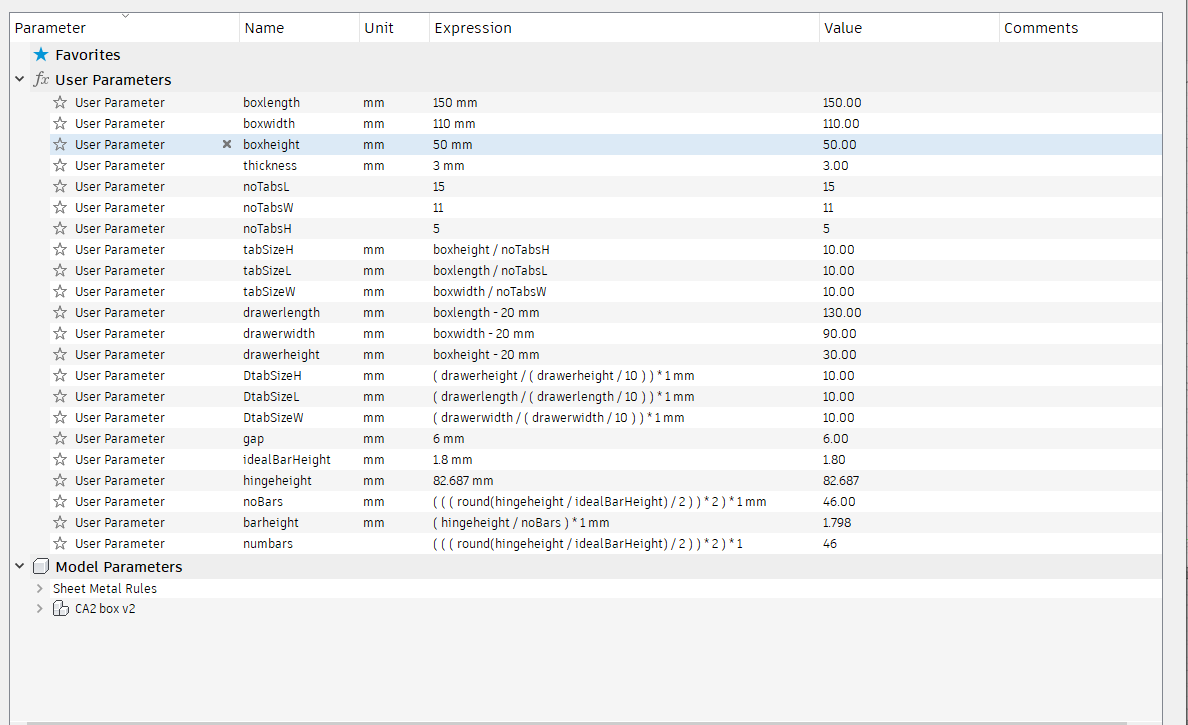 Parameter Name Unit Expression Value Comments
Favorites
fx User Parameters
User Parameter boxlength mm 150 mm 150.00
User Parameter boxwidth mm 110 mm 110.00
User Parameter boxheight mm 50 mm 50.00
User Parameter thickness mm 3 mm 3.00
User Parameter noTabsL 15 15
User Parameter noTabsW 11 11
User Parameter noTabsH 5 5
User Parameter tabSizeH mm boxheight / noTabsH 10.00
User Parameter tabSizeL mm boxlength / noTabsL 10.00
User Parameter tabSizeW mm boxwidth / noTabsW 10.00
User Parameter drawerlength mm boxlength - 20 mm 130.00
User Parameter drawerwidth mm boxwidth - 20 mm 90.00
User Parameter drawerheight mm boxheight - 20 mm 30.00
User Parameter DtabSizeH mm ( drawerheight / ( drawerheight / 10 ) ) * 1 mm 10.00
User Parameter DtabSizeL mm ( drawerlength / ( drawerlength / 10 ) ) * 1 mm 10.00
User Parameter DtabSizeW mm ( drawerwidth / ( drawerwidth / 10 ) ) * 1 mm 10.00
User Parameter gap mm 6 mm 6.00
User Parameter idealBarHeight mm 1.8 mm 1.80
User Parameter hingeheight mm 82.687 mm 82.687
User Parameter noBars mm ( ( ( round(hingeheight / idealBarHeight) / 2 ) ) * 2 ) * 1 mm 46.00
User Parameter barheight mm ( hingeheight / noBars ) * 1 mm 1.798
User Parameter numbars ( ( ( round(hingeheight / idealBarHeight) / 2 ) ) * 2 ) * 1 46
Model Parameters
Sheet Metal Rules
CA2 box v2